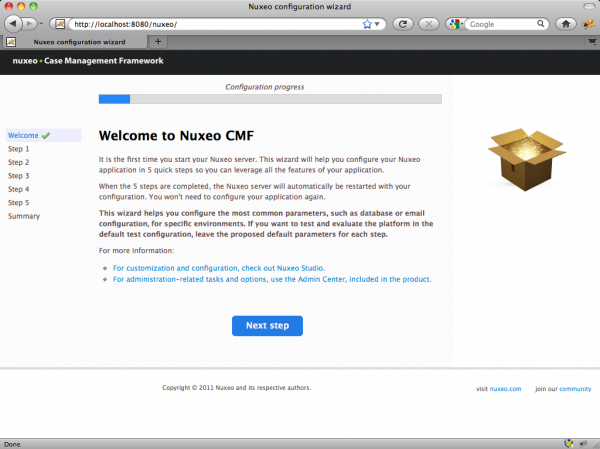 Nuxeo configuration wizard
http://localhost:8080/nuxeo/
Google
Nuxeo configuration wizard
nuxeo • Case Management Framework
Configuration progress
Welcome
Step 1
Step 2
Step 3
Step 4
Step 5
Summary
Welcome to Nuxeo CMF
It is the first time you start your Nuxeo server. This wizard will help you configure your Nuxeo
application in 5 quick steps so you can leverage all the features of your application.
When the 5 steps are completed, the Nuxeo server will automatically be restarted with your
configuration. You won't need to configure your application again.
This wizard helps you configure the most common parameters, such as database or email
configuration, for specific environments. If you want to test and evaluate the platform in the
default test configuration, leave the proposed default parameters for each step.
For more information:
For customization and configuration, check out Nuxeo Studio.
For administration-related tasks and options, use the Admin Center, included in the product.
Next step
Copyright © 2011 Nuxeo and its respective authors.
visit nuxeo.com join our community
Done